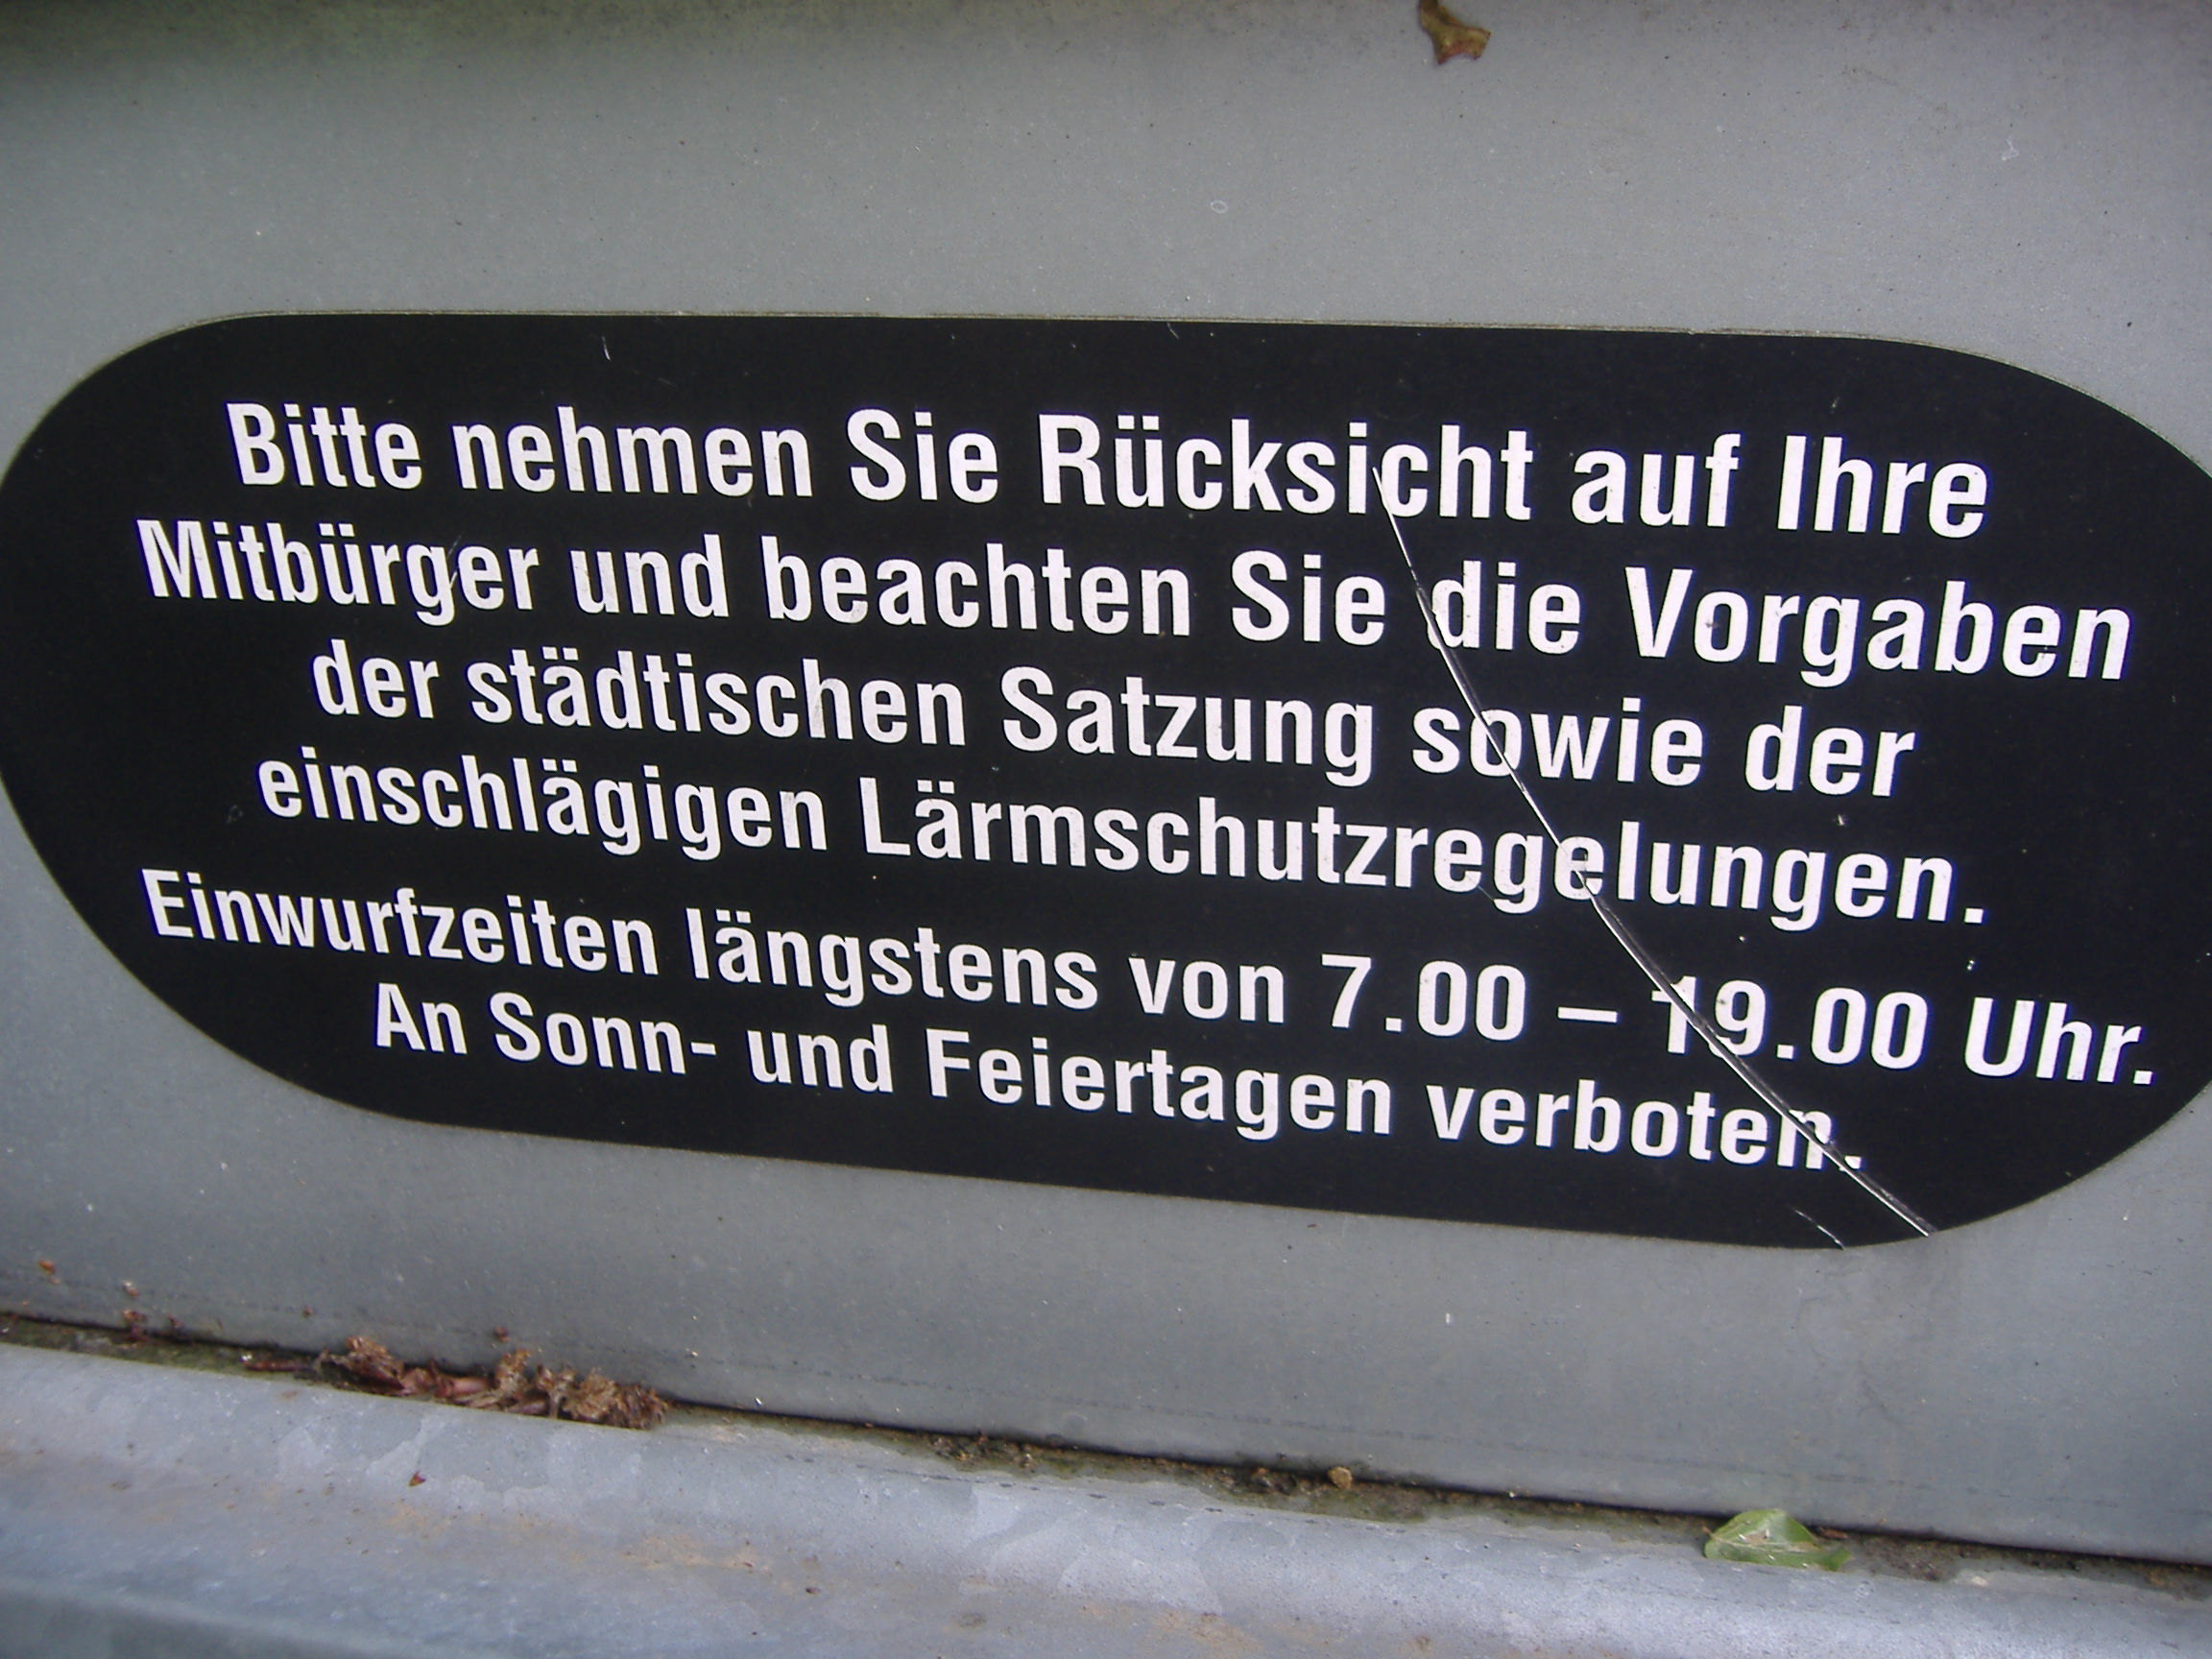 Bitte nehmen Sie Rücksicht auf Ihre
Mitbürger und beachten Sie die Vorgaben
der städtischen Satzung sowie der
einschlägigen Lärmschutzregelungen.
Einwurfzeiten längstens von 7.00 – 19.00 Uhr.
An Sonn- und Feiertagen verboten.